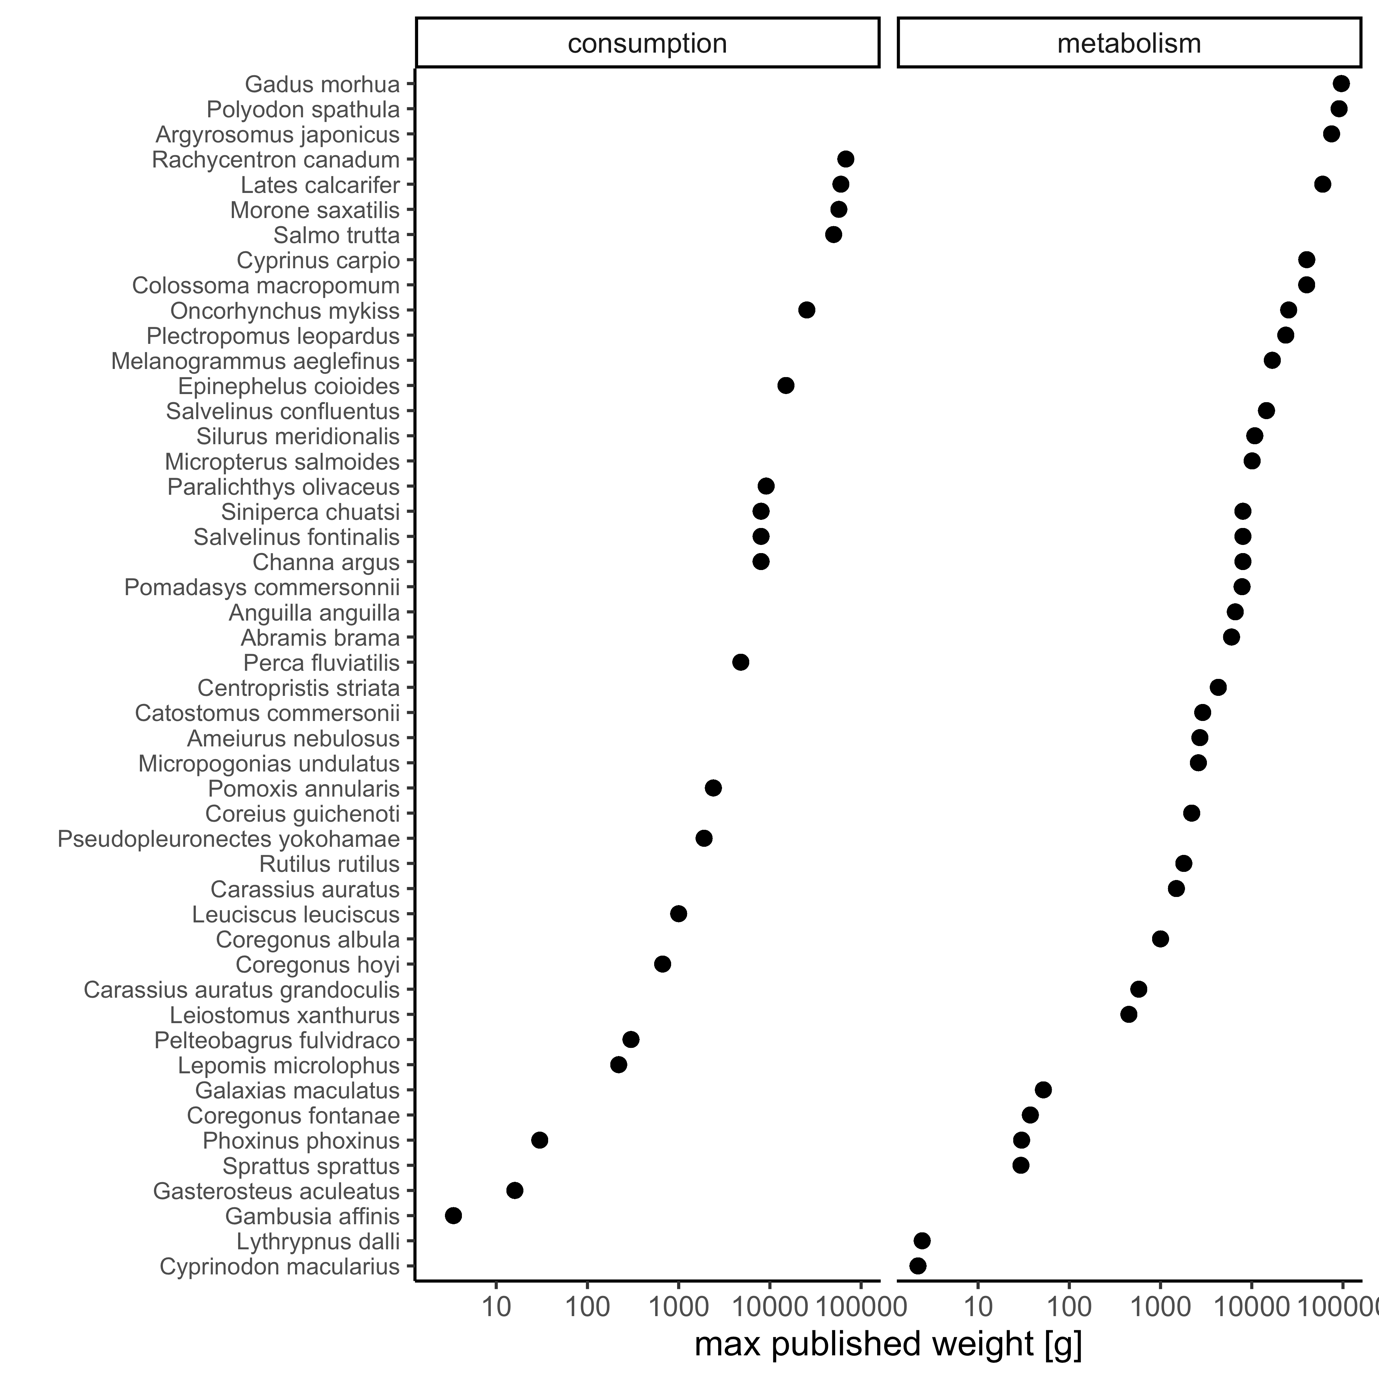 consumption
metabolism
Gadus morhua
Polyodon spathula
Argyrosomus japonicus
Rachycentron canadum
Lates calcarifer
Morone saxatilis
Salmo trutta
Cyprinus carpio
Colossoma macropomum
Oncorhynchus mykiss
Plectropomus leopardus
Melanogrammus aeglefinus
Epinephelus coioides
Salvelinus confluentus
Silurus meridionalis
Micropterus salmoides
Paralichthys olivaceus
Siniperca chuatsi
Salvelinus fontinalis
Channa argus
Pomadasys commersonnii
Anguilla anguilla
Abramis brama
Perca fluviatilis
Centropristis striata
Catostomus commersonii
Ameiurus nebulosus
Micropogonias undulatus
Pomoxis annularis
Coreius guichenoti
Pseudopleuronectes yokohamae
Rutilus rutilus
Carassius auratus
Leuciscus leuciscus
Coregonus albula
Coregonus hoyi
Carassius auratus grandoculis
Leiostomus xanthurus
Pelteobagrus fulvidraco
Lepomis microlophus
Galaxias maculatus
Coregonus fontanae
Phoxinus phoxinus
Sprattus sprattus
Gasterosteus aculeatus
Gambusia affinis
Lythrypnus dalli
Cyprinodon macularius
10 100 1000 10000 100000 10 100 1000 10000 100000
max published weight [g]